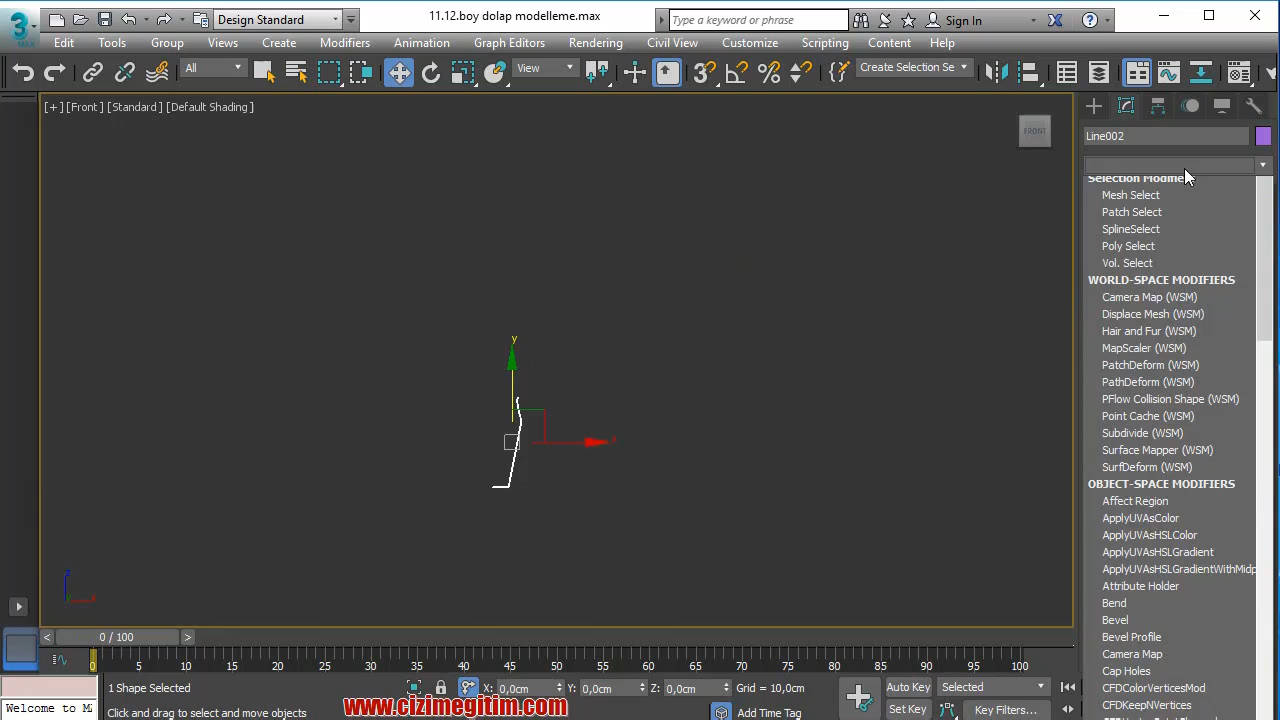 3
MAX
Design Standard
11.12.boy dolap modelleme.max
Type a keyword or phrase
Sign In
Edit Tools Group Views Create Modifiers Animation Graph Editors Rendering Civil View Customize Scripting Content Help
All
View
3
Create Selection Se
[+] [Front] [Standard] [Default Shading]
FRONT
Line002
Selection Modifie
Mesh Select
Patch Select
SplineSelect
Poly Select
Vol. Select
WORLD-SPACE MODIFIERS
Camera Map (WSM)
Displace Mesh (WSM)
Hair and Fur (WSM)
MapScaler (WSM)
PatchDeform (WSM)
PathDeform (WSM)
PFlow Collision Shape (WSM)
Point Cache (WSM)
Subdivide (WSM)
Surface Mapper (WSM)
SurfDeform (WSM)
OBJECT-SPACE MODIFIERS
Affect Region
ApplyUVAsColor
ApplyUVAsHSLColor
ApplyUVAsHSLGradient
ApplyUVAsHSLGradientWithMidp
Attribute Holder
Bend
Bevel
Bevel Profile
Camera Map
Cap Holes
CFDColorVerticesMod
CFDKeepNVertices
y
x
z
x
0 / 100
0 5 10 15 20 25 30 35 40 45 50 55 60 65 70 75 80 85 90 95 100
1 Shape Selected
X: 0,0cm Y: 0,0cm Z: 0,0cm Grid = 10,0cm
Auto Key Selected
Welcome to M
Click and drag to select and move objects
www.cizimegitim.com
Add Time Tag
Set Key Key Filters...